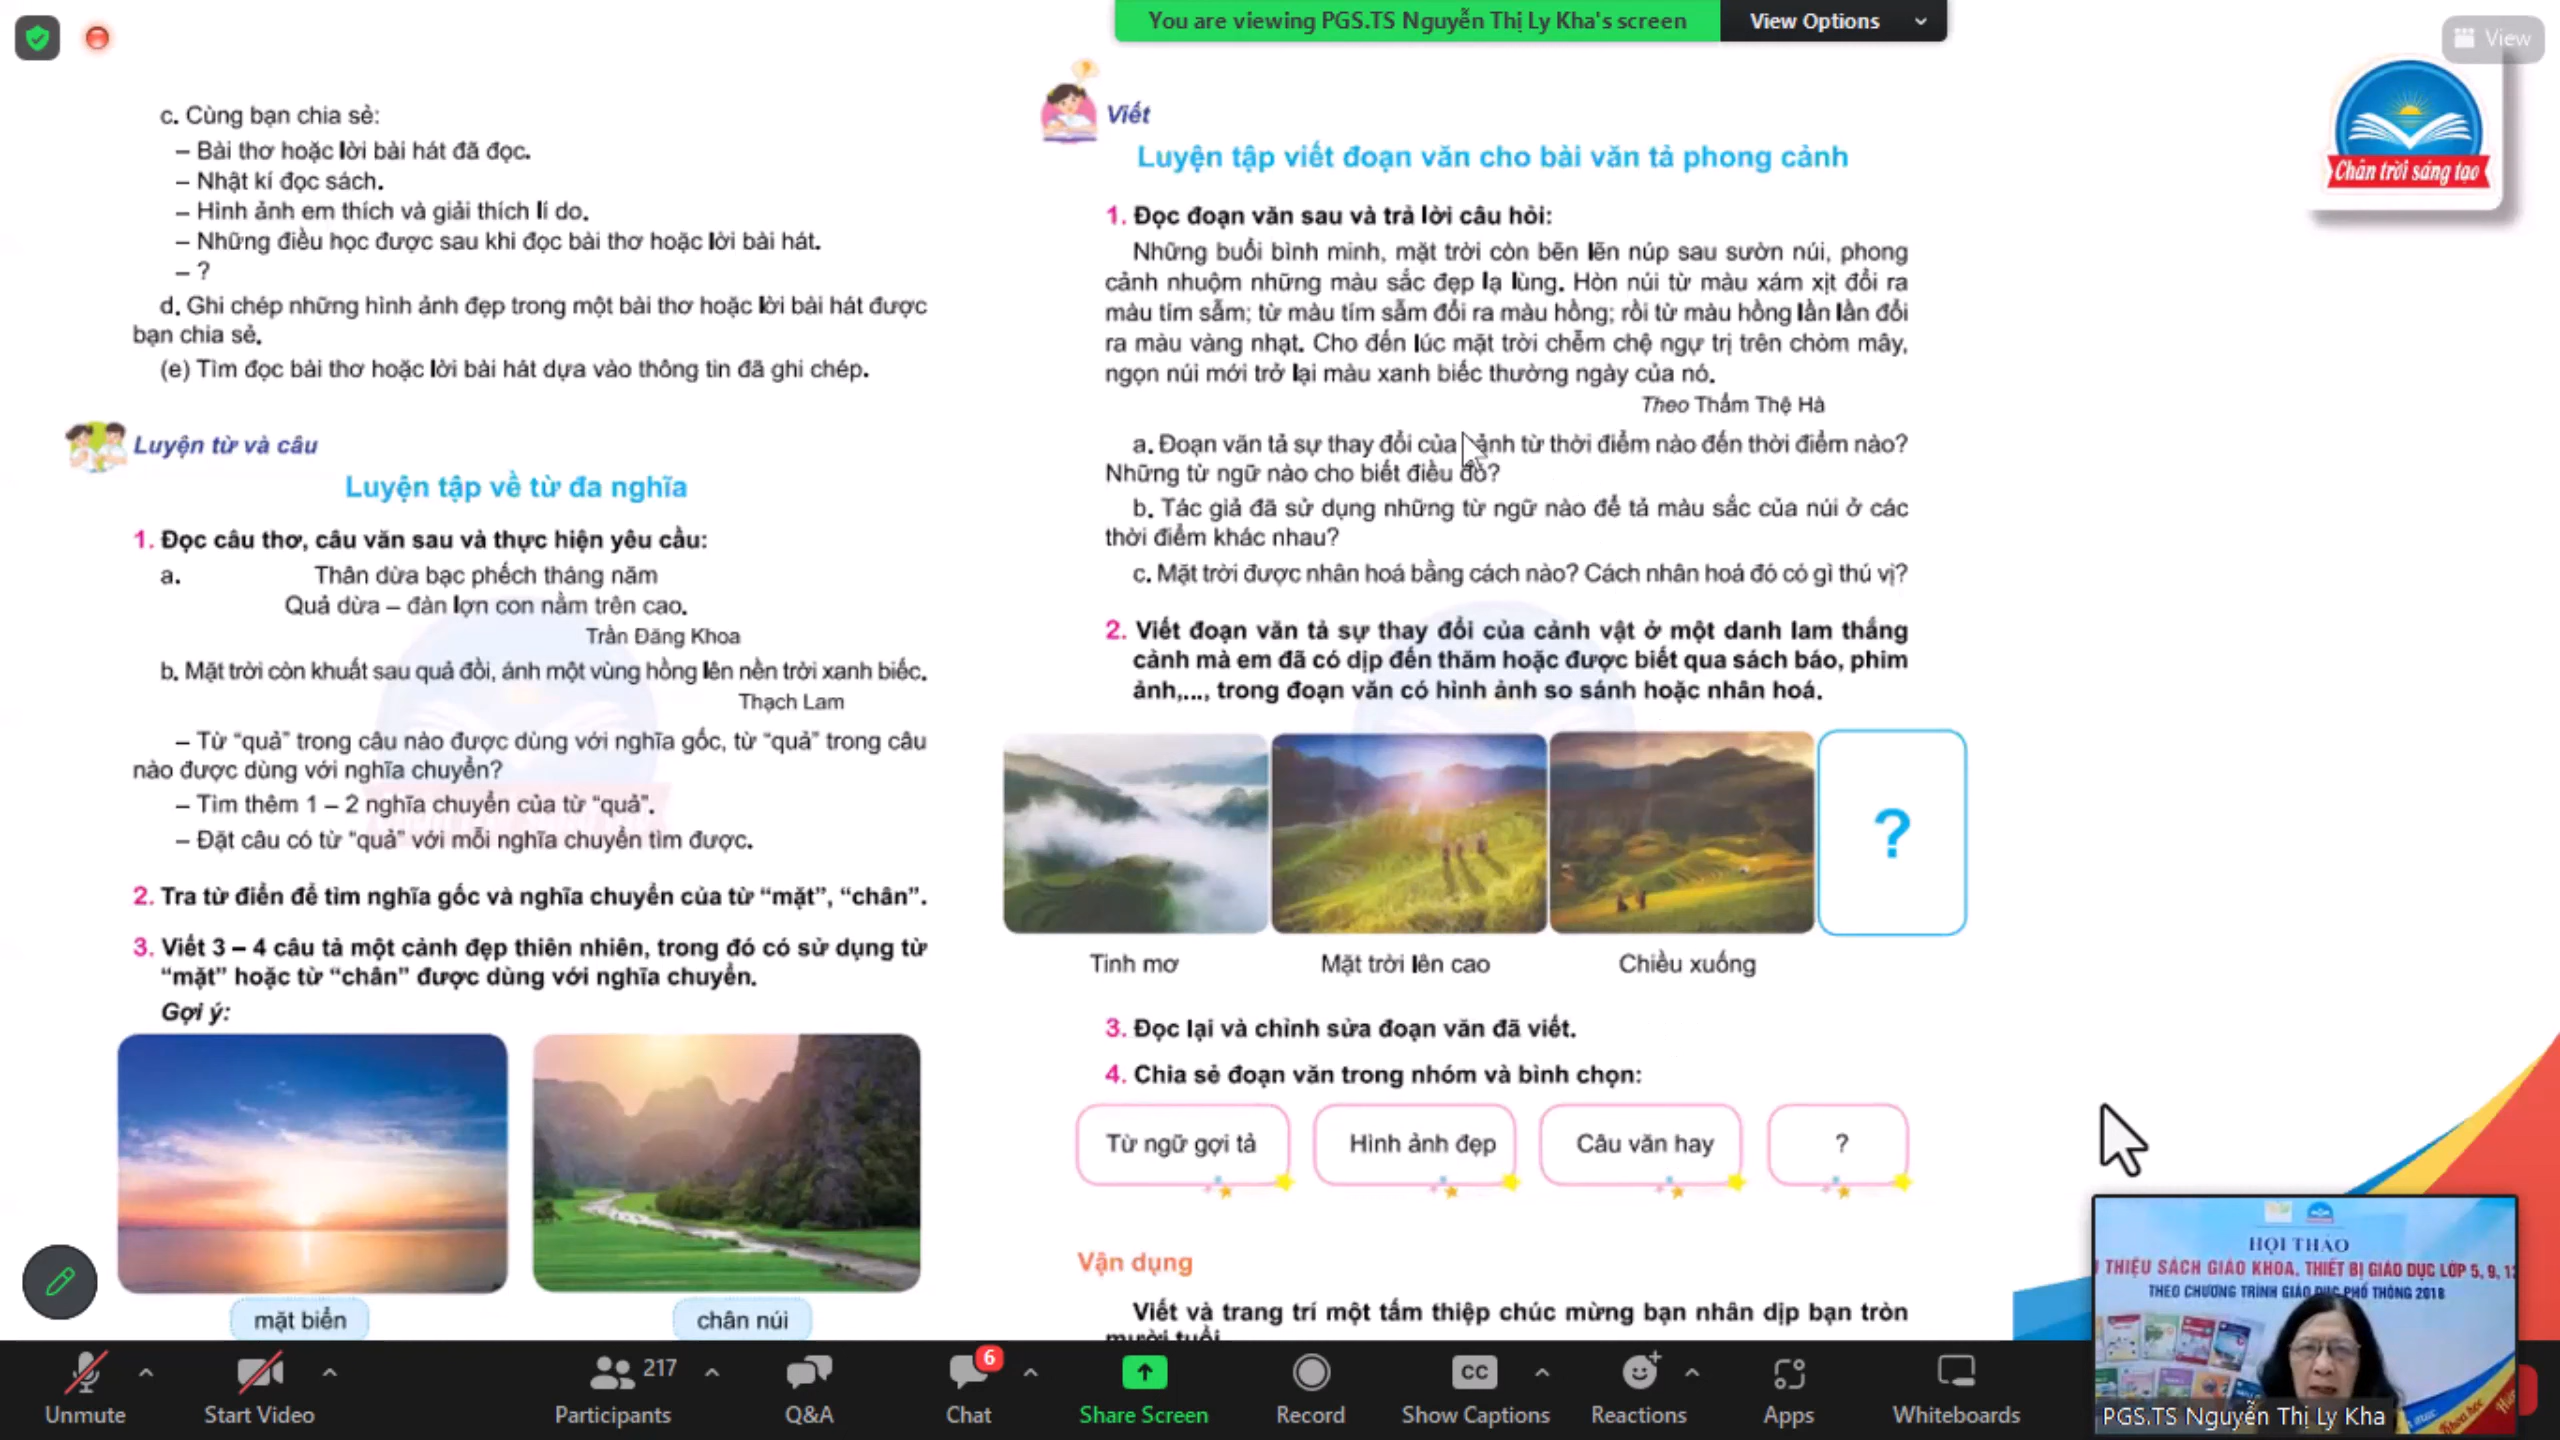 You are viewing PGS.TS Nguyễn Thị Ly Kha's screen
View Options
View
c. Cùng bạn chia sẻ:
– Bài thơ hoặc lời bài hát đã đọc.
– Nhật kí đọc sách.
– Hình ảnh em thích và giải thích lí do.
– Những điều học được sau khi đọc bài thơ hoặc lời bài hát.
– ?
d. Ghi chép những hình ảnh đẹp trong một bài thơ hoặc lời bài hát được
bạn chia sẻ.
(e) Tìm đọc bài thơ hoặc lời bài hát dựa vào thông tin đã ghi chép.
Luyện từ và câu
Luyện tập về từ đa nghĩa
1. Đọc câu thơ, câu văn sau và thực hiện yêu cầu:
a. Thân dừa bạc phếch tháng năm
Quả dừa – đàn lợn con nằm trên cao.
Trần Đăng Khoa
b. Mặt trời còn khuất sau quả đồi, ánh một vùng hồng lên nền trời xanh biếc.
Thạch Lam
– Từ “quả” trong câu nào được dùng với nghĩa gốc, từ “quả” trong câu
nào được dùng với nghĩa chuyển?
– Tìm thêm 1 – 2 nghĩa chuyển của từ “quả”.
– Đặt câu có từ “quả” với mỗi nghĩa chuyển tìm được.
2. Tra từ điển để tìm nghĩa gốc và nghĩa chuyển của từ “mặt”, “chân”.
3. Viết 3 – 4 câu tả một cảnh đẹp thiên nhiên, trong đó có sử dụng từ
“mặt” hoặc từ “chân” được dùng với nghĩa chuyển.
Gợi ý:
mặt biển
chân núi
Viết
Luyện tập viết đoạn văn cho bài văn tả phong cảnh
1. Đọc đoạn văn sau và trả lời câu hỏi:
Những buổi bình minh, mặt trời còn bẽn lẽn núp sau sườn núi, phong
cảnh nhuộm những màu sắc đẹp lạ lùng. Hòn núi từ màu xám xịt đổi ra
màu tím sẫm; từ màu tím sẫm đổi ra màu hồng; rồi từ màu hồng lần lần đổi
ra màu vàng nhạt. Cho đến lúc mặt trời chễm chệ ngự trị trên chòm mây,
ngọn núi mới trở lại màu xanh biếc thường ngày của nó.
Theo Thẩm Thệ Hà
a. Đoạn văn tả sự thay đổi của cảnh từ thời điểm nào đến thời điểm nào?
Những từ ngữ nào cho biết điều đó?
b. Tác giả đã sử dụng những từ ngữ nào để tả màu sắc của núi ở các
thời điểm khác nhau?
c. Mặt trời được nhân hoá bằng cách nào? Cách nhân hoá đó có gì thú vị?
2. Viết đoạn văn tả sự thay đổi của cảnh vật ở một danh lam thắng
cảnh mà em đã có dịp đến thăm hoặc được biết qua sách báo, phim
ảnh,..., trong đoạn văn có hình ảnh so sánh hoặc nhân hoá.
?
Tinh mơ
Mặt trời lên cao
Chiều xuống
3. Đọc lại và chỉnh sửa đoạn văn đã viết.
4. Chia sẻ đoạn văn trong nhóm và bình chọn:
Từ ngữ gợi tả
Hình ảnh đẹp
Câu văn hay
?
Vận dụng
Viết và trang trí một tấm thiệp chúc mừng bạn nhân dịp bạn tròn
mười tuổi.
Chân trời sáng tạo
HỘI THẢO
THIỆU SÁCH GIÁO KHOA, THIẾT BỊ GIÁO DỤC LỚP 5, 9, 12
THEO CHƯƠNG TRÌNH GIÁO DỤC PHỔ THÔNG 2018
PGS.TS Nguyễn Thị Ly Kha
Unmute
Start Video
217
Participants
Q&A
6
Chat
Share Screen
Record
CC
Show Captions
Reactions
Apps
Whiteboards